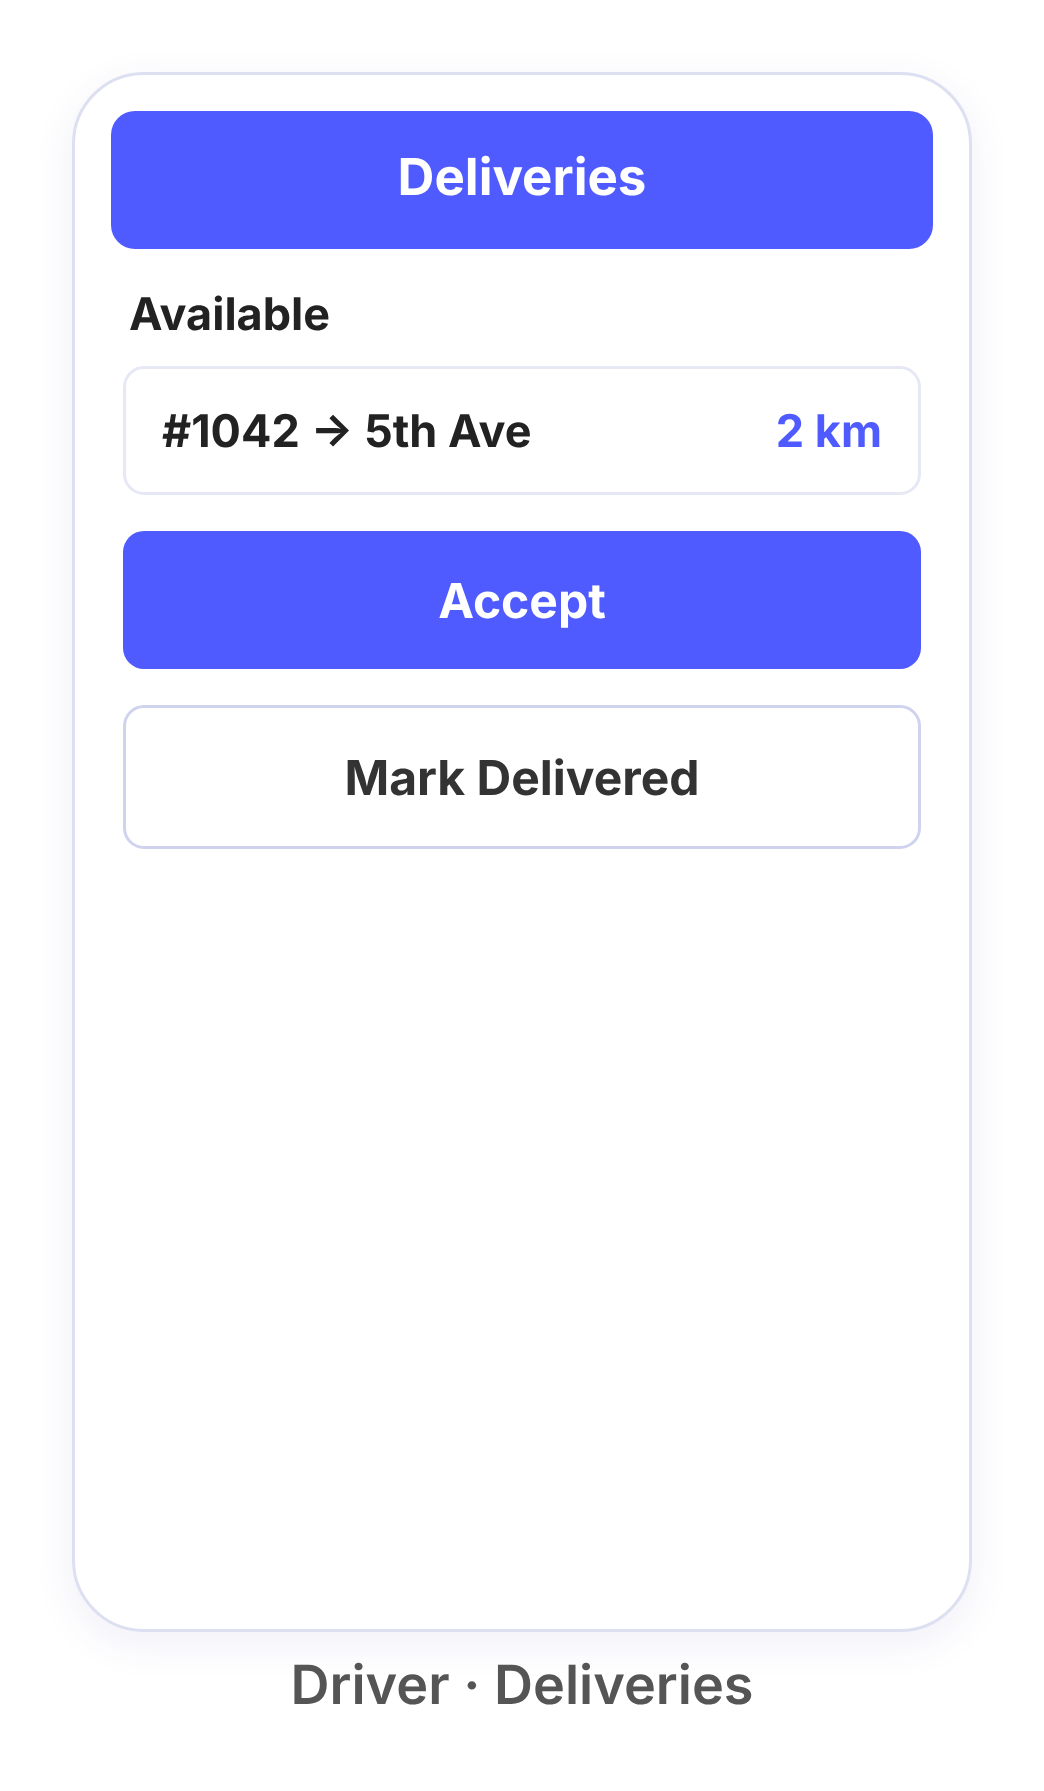 Deliveries
Available
#1042 → 5th Ave 2 km
Accept
Mark Delivered
Driver · Deliveries